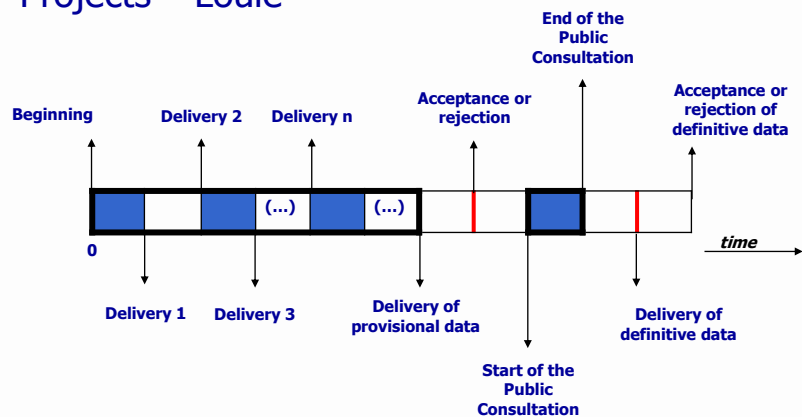 End of the
Public
Consultation
Beginning
Delivery 2
Delivery n
Acceptance or
rejection
Acceptance or
rejection of
definitive data
(...)
(...)
0
time
Delivery 1
Delivery 3
Delivery of
provisional data
Delivery of
definitive data
Start of the
Public
Consultation